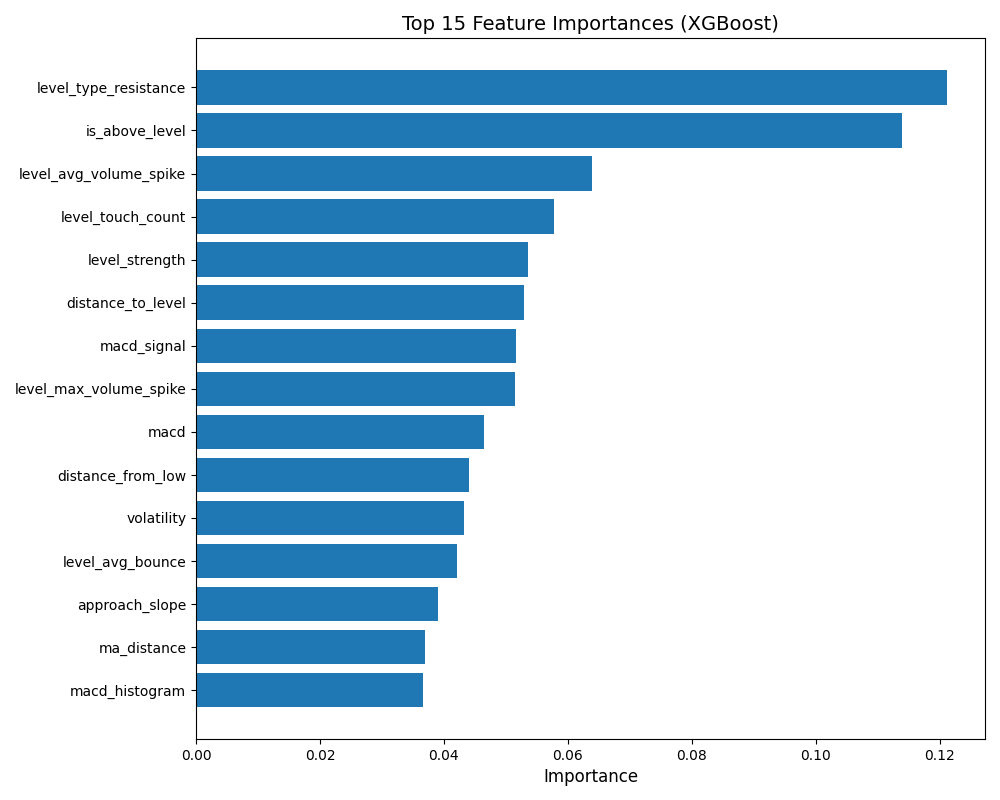 Top 15 Feature Importances (XGBoost)
level_type_resistance
is_above_level
level_avg_volume_spike
level_touch_count
level_strength
distance_to_level
macd_signal
level_max_volume_spike
macd
distance_from_low
volatility
level_avg_bounce
approach_slope
ma_distance
macd_histogram
0.00 0.02 0.04 0.06 0.08 0.10 0.12
Importance